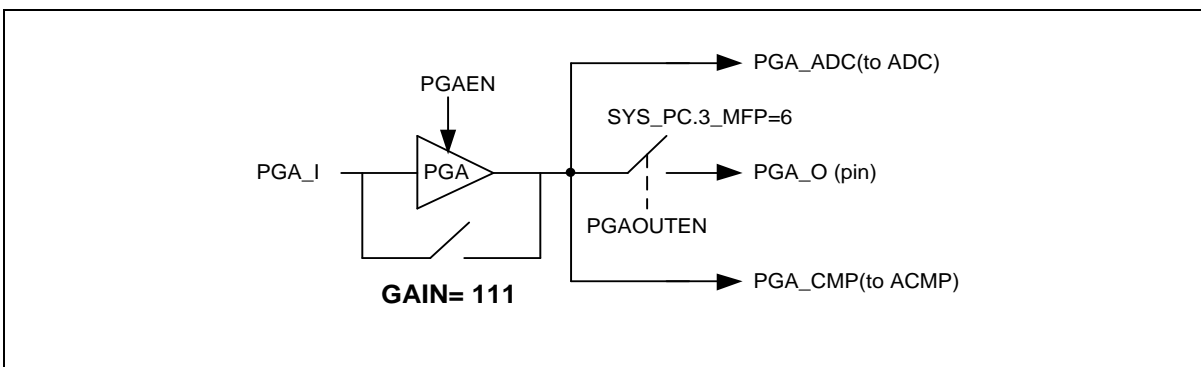 PGA_ADC(to ADC)
PGAEN
SYS_PC.3_MFP=6
PGA_I
PGA
PGA_O (pin)
PGAOUTEN
PGA_CMP(to ACMP)
GAIN= 111